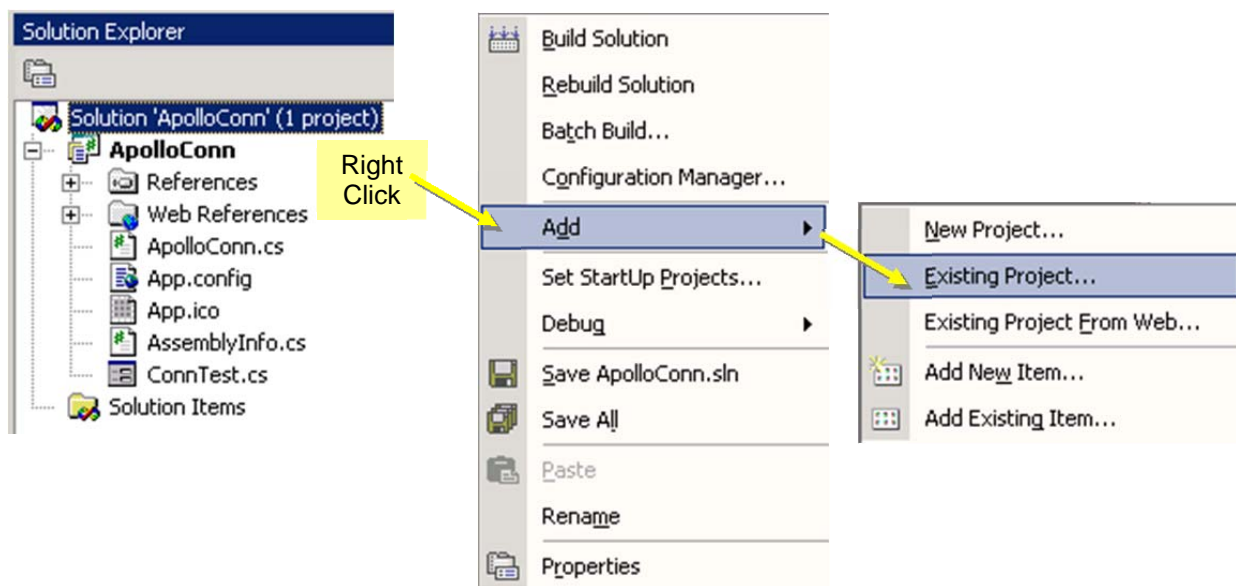 Solution Explorer
Solution 'ApolloConn' (1 project)
ApolloConn
References
Web References
ApolloConn.cs
App.config
App.ico
AssemblyInfo.cs
ConnTest.cs
Solution Items
Right
Click
Build Solution
Rebuild Solution
Batch Build...
Configuration Manager...
Add
Set StartUp Projects...
Debug
Save ApolloConn.sln
Save All
Paste
Rename
Properties
New Project...
Existing Project...
Existing Project From Web...
Add New Item...
Add Existing Item...